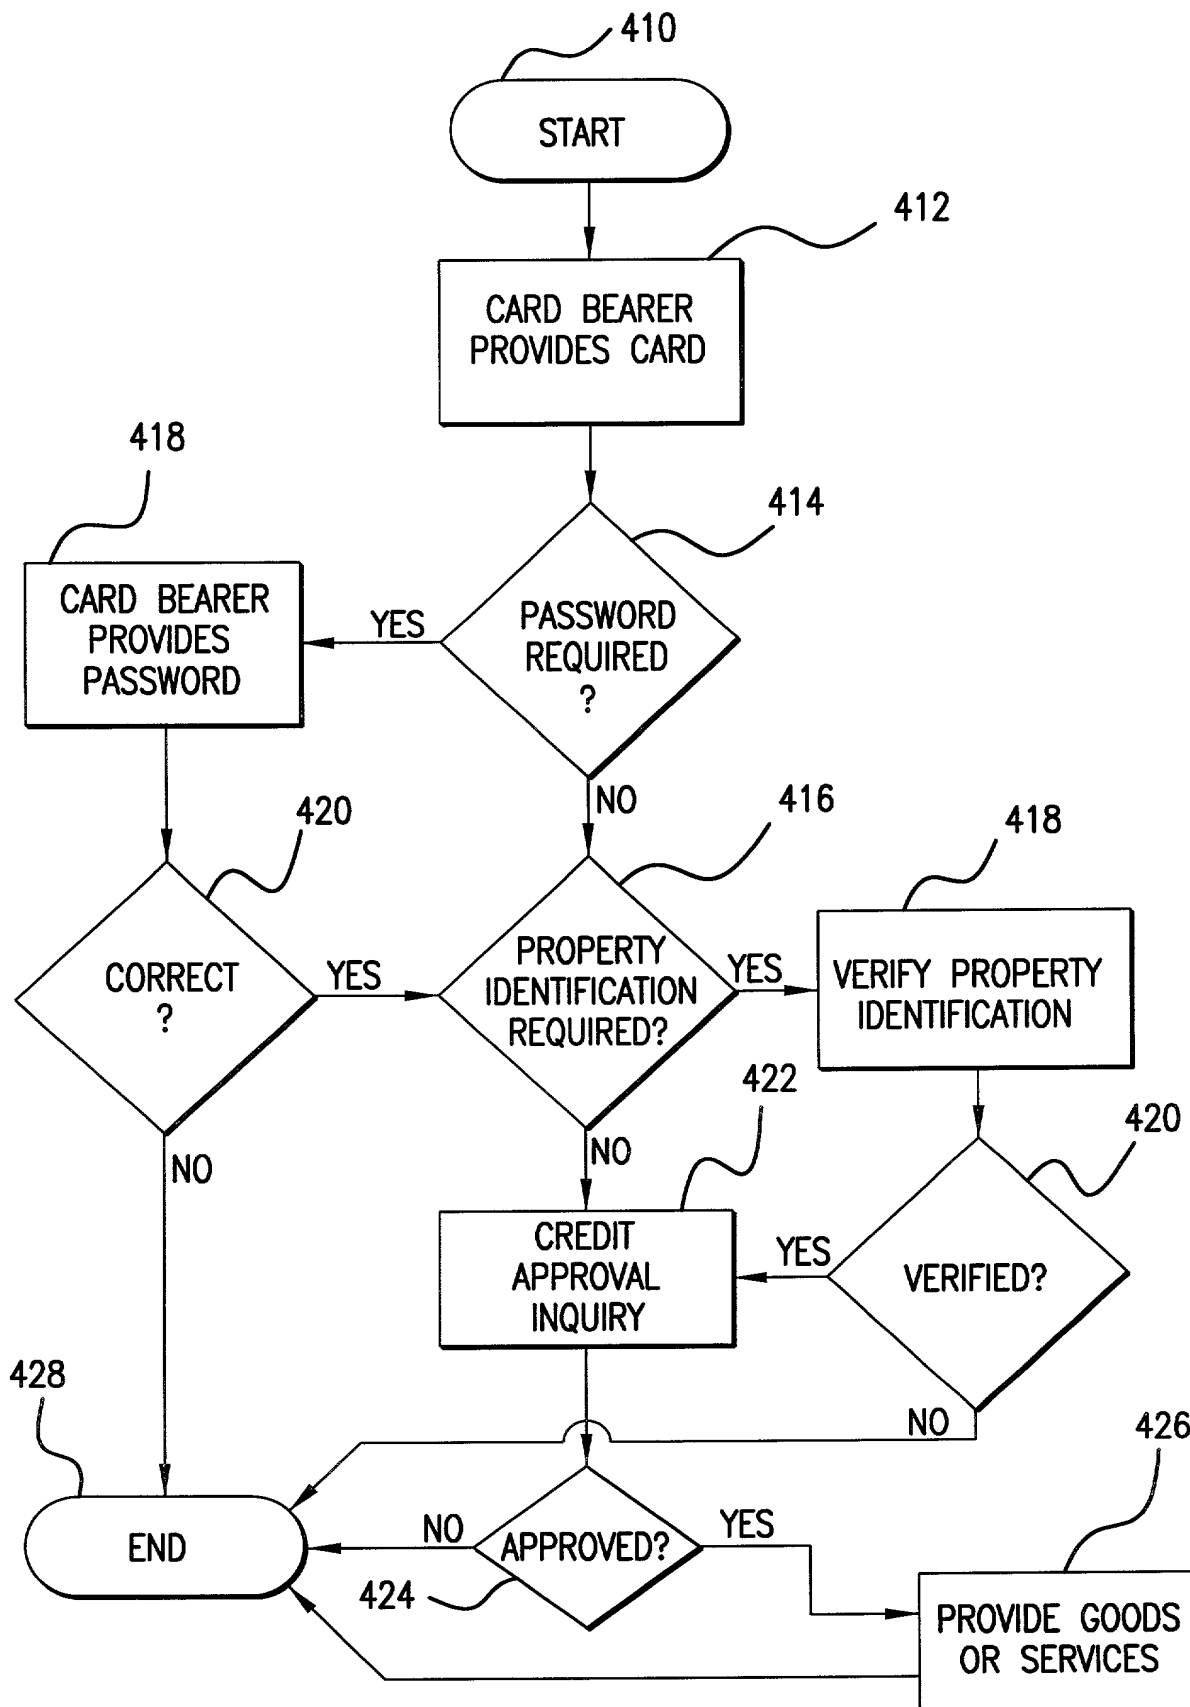 410
START
412
CARD BEARER
PROVIDES CARD
418
414
CARD BEARER
PROVIDES
PASSWORD
YES
PASSWORD
REQUIRED
?
NO
420
416
418
CORRECT
?
YES
PROPERTY
IDENTIFICATION
REQUIRED?
YES
VERIFY PROPERTY
IDENTIFICATION
422
420
NO
NO
CREDIT
APPROVAL
INQUIRY
YES
VERIFIED?
428
NO
426
END
NO
APPROVED?
YES
424
PROVIDE GOODS
OR SERVICES